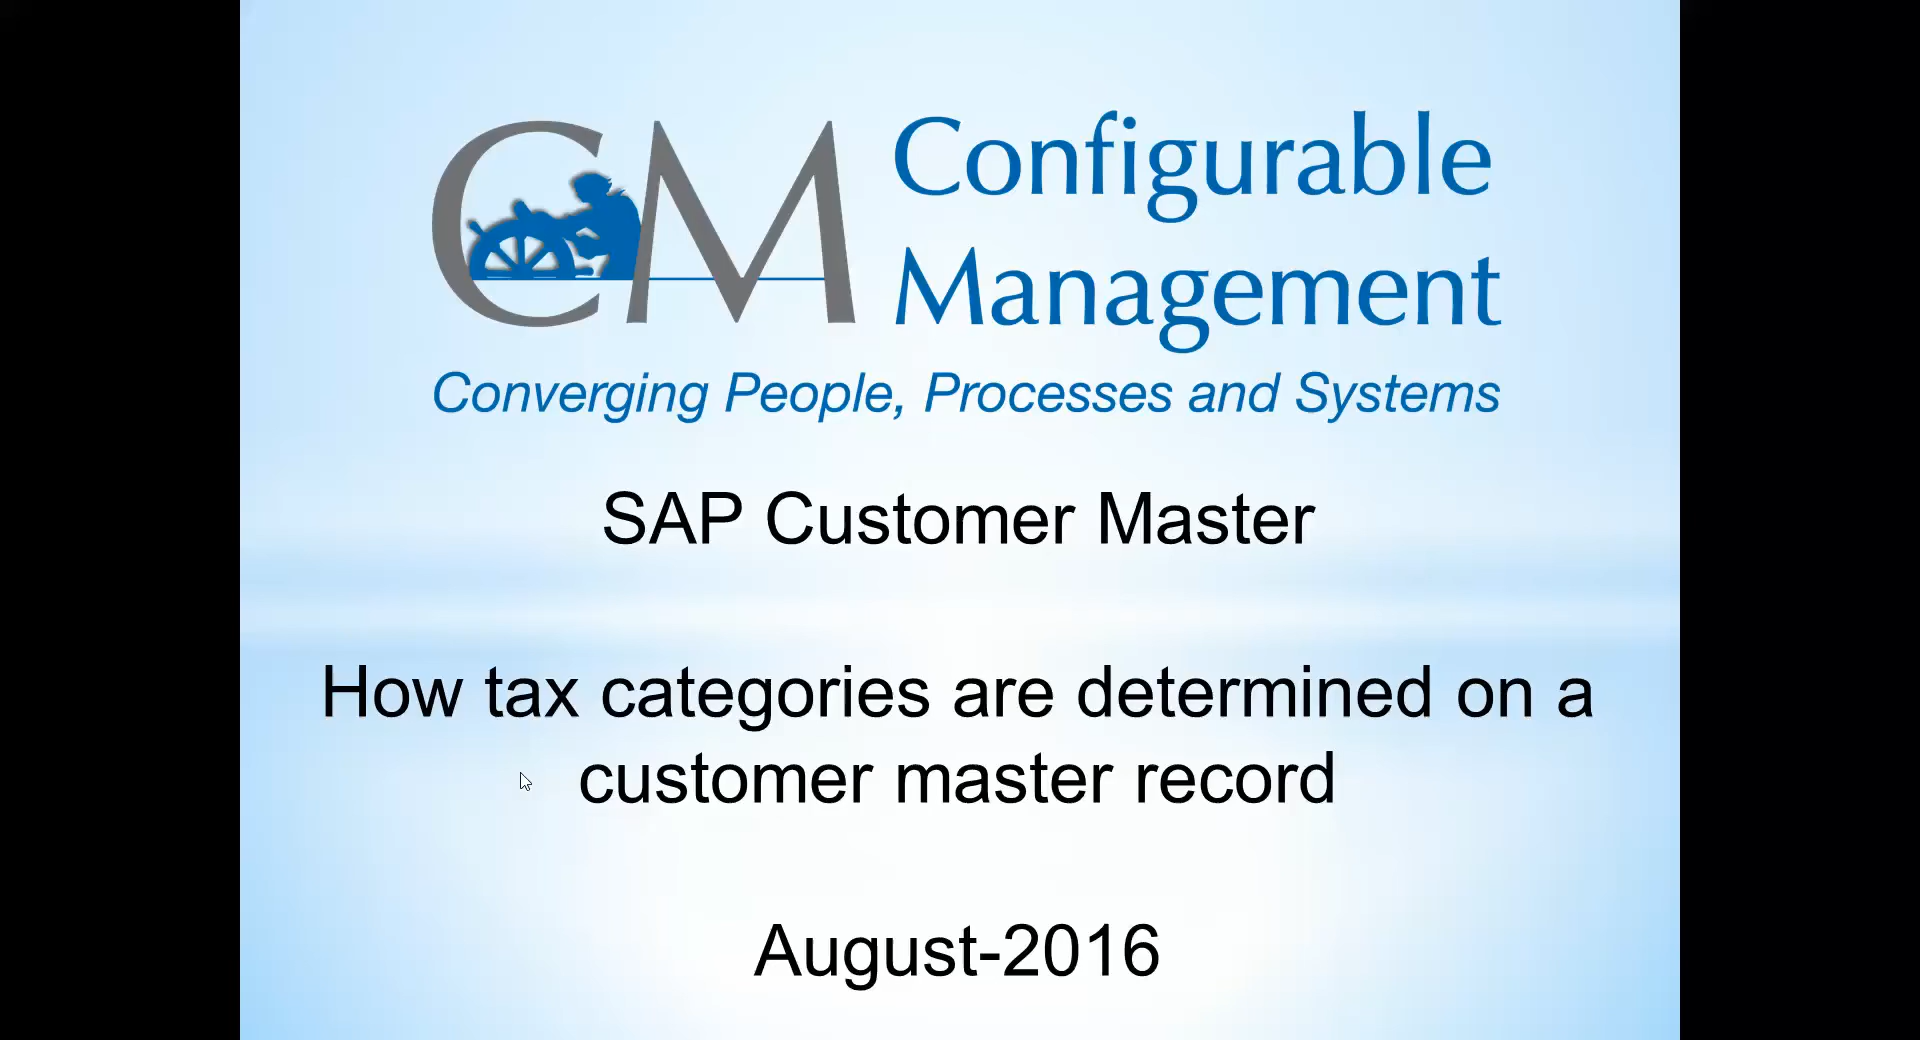 CM Configurable
Management
Converging People, Processes and Systems
SAP Customer Master
How tax categories are determined on a
customer master record
August-2016